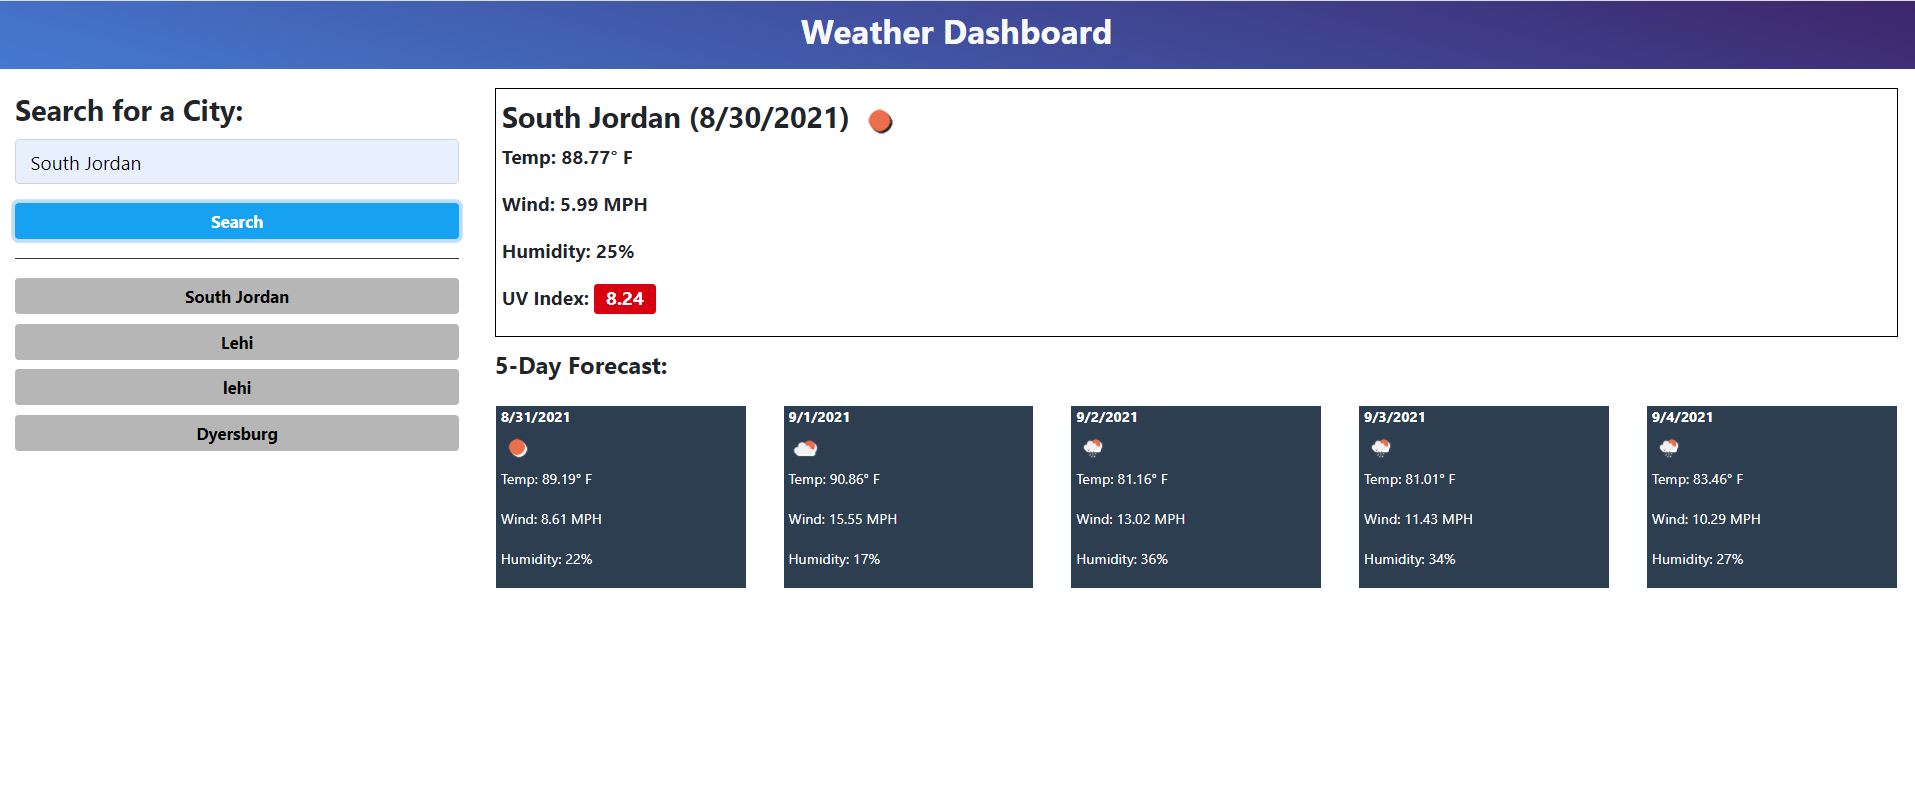 Weather Dashboard
Search for a City:
South Jordan
Search
South Jordan
Lehi
lehi
Dyersburg
South Jordan (8/30/2021)
Temp: 88.77° F
Wind: 5.99 MPH
Humidity: 25%
UV Index: 8.24
5-Day Forecast:
8/31/2021
Temp: 89.19° F
Wind: 8.61 MPH
Humidity: 22%
9/1/2021
Temp: 90.86° F
Wind: 15.55 MPH
Humidity: 17%
9/2/2021
Temp: 81.16° F
Wind: 13.02 MPH
Humidity: 36%
9/3/2021
Temp: 81.01° F
Wind: 11.43 MPH
Humidity: 34%
9/4/2021
Temp: 83.46° F
Wind: 10.29 MPH
Humidity: 27%